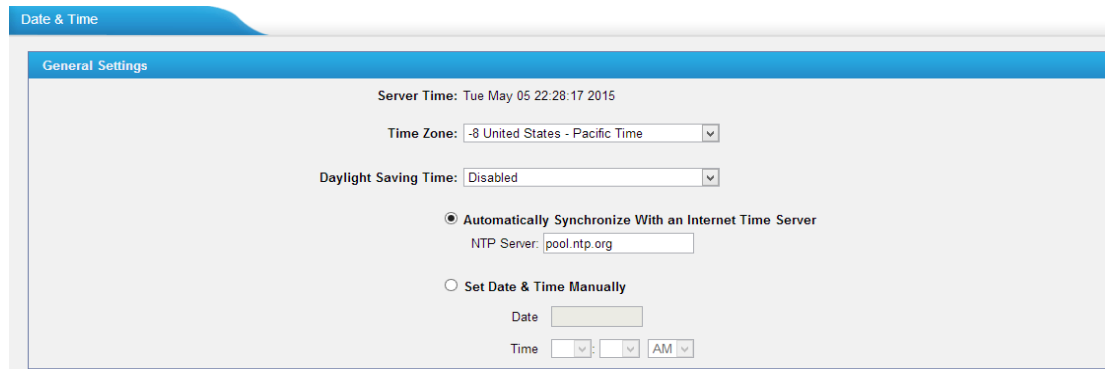 Date & Time
General Settings
Server Time: Tue May 05 22:28:17 2015
Time Zone: -8 United States - Pacific Time
Daylight Saving Time: Disabled
Automatically Synchronize With an Internet Time Server
NTP Server: pool.ntp.org
Set Date & Time Manually
Date
Time : AM